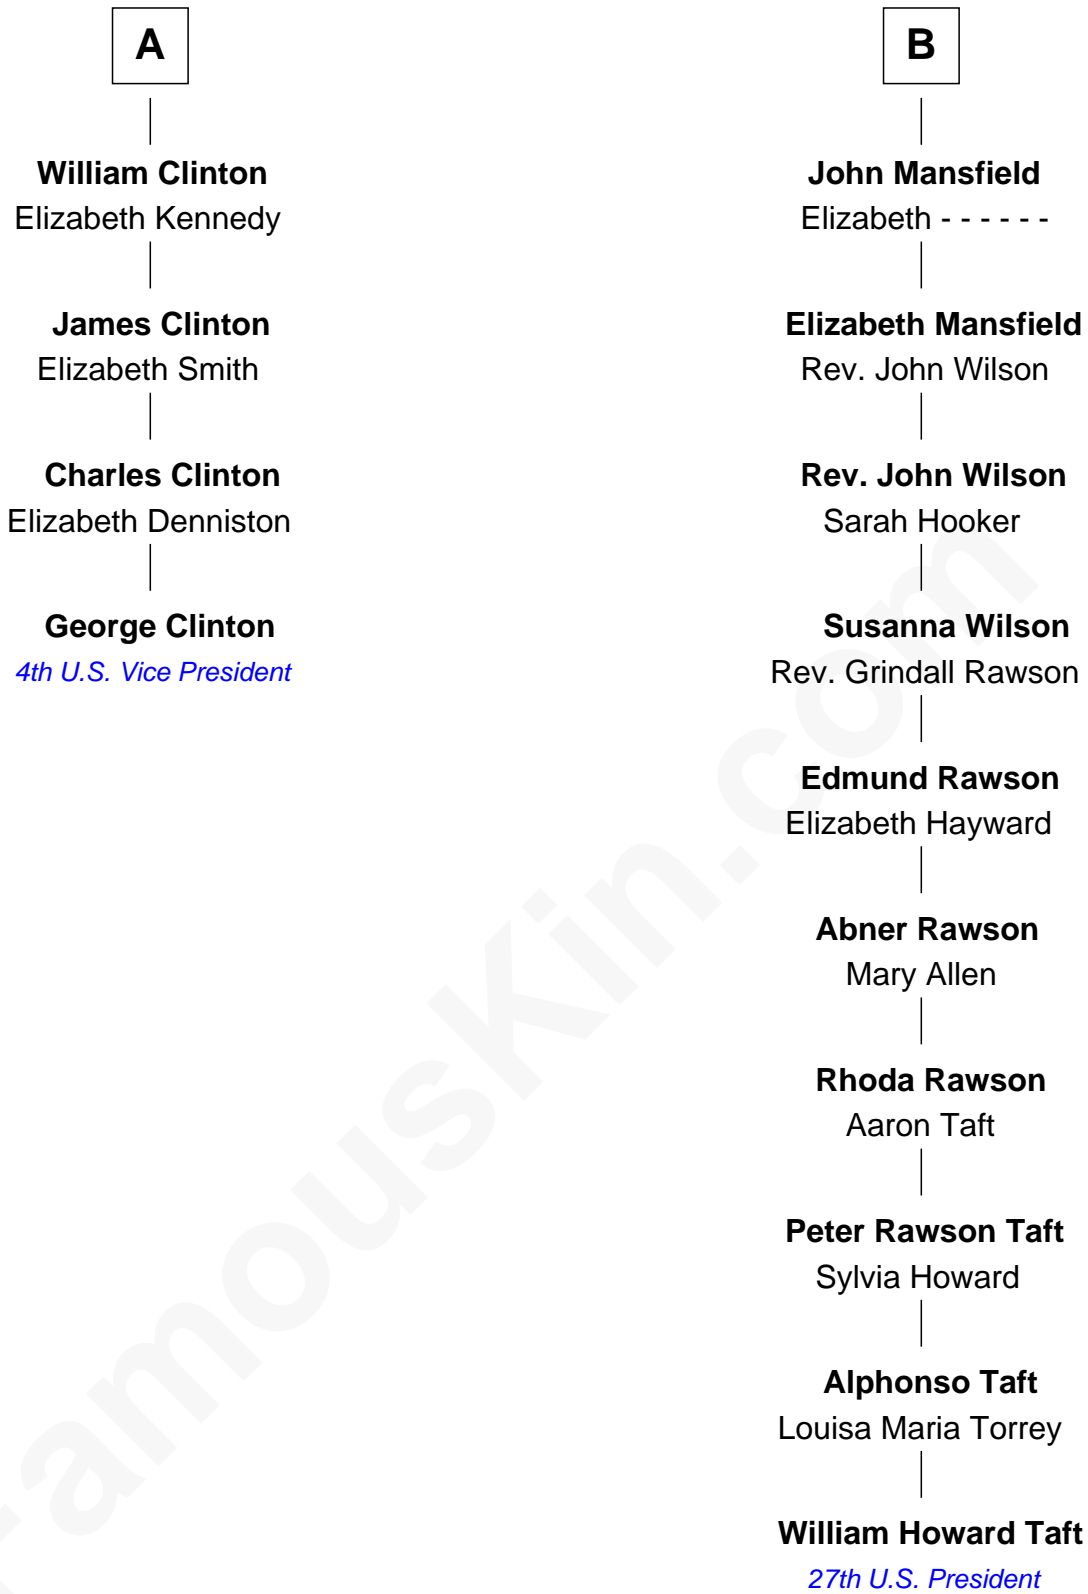 A
William Clinton
Elizabeth Kennedy
James Clinton
Elizabeth Smith
Charles Clinton
Elizabeth Denniston
George Clinton
4th U.S. Vice President
B
John Mansfield
Elizabeth - - - - - -
Elizabeth Mansfield
Rev. John Wilson
Rev. John Wilson
Sarah Hooker
Susanna Wilson
Rev. Grindall Rawson
Edmund Rawson
Elizabeth Hayward
Abner Rawson
Mary Allen
Rhoda Rawson
Aaron Taft
Peter Rawson Taft
Sylvia Howard
Alphonso Taft
Louisa Maria Torrey
William Howard Taft
27th U.S. President
FamousKin.com